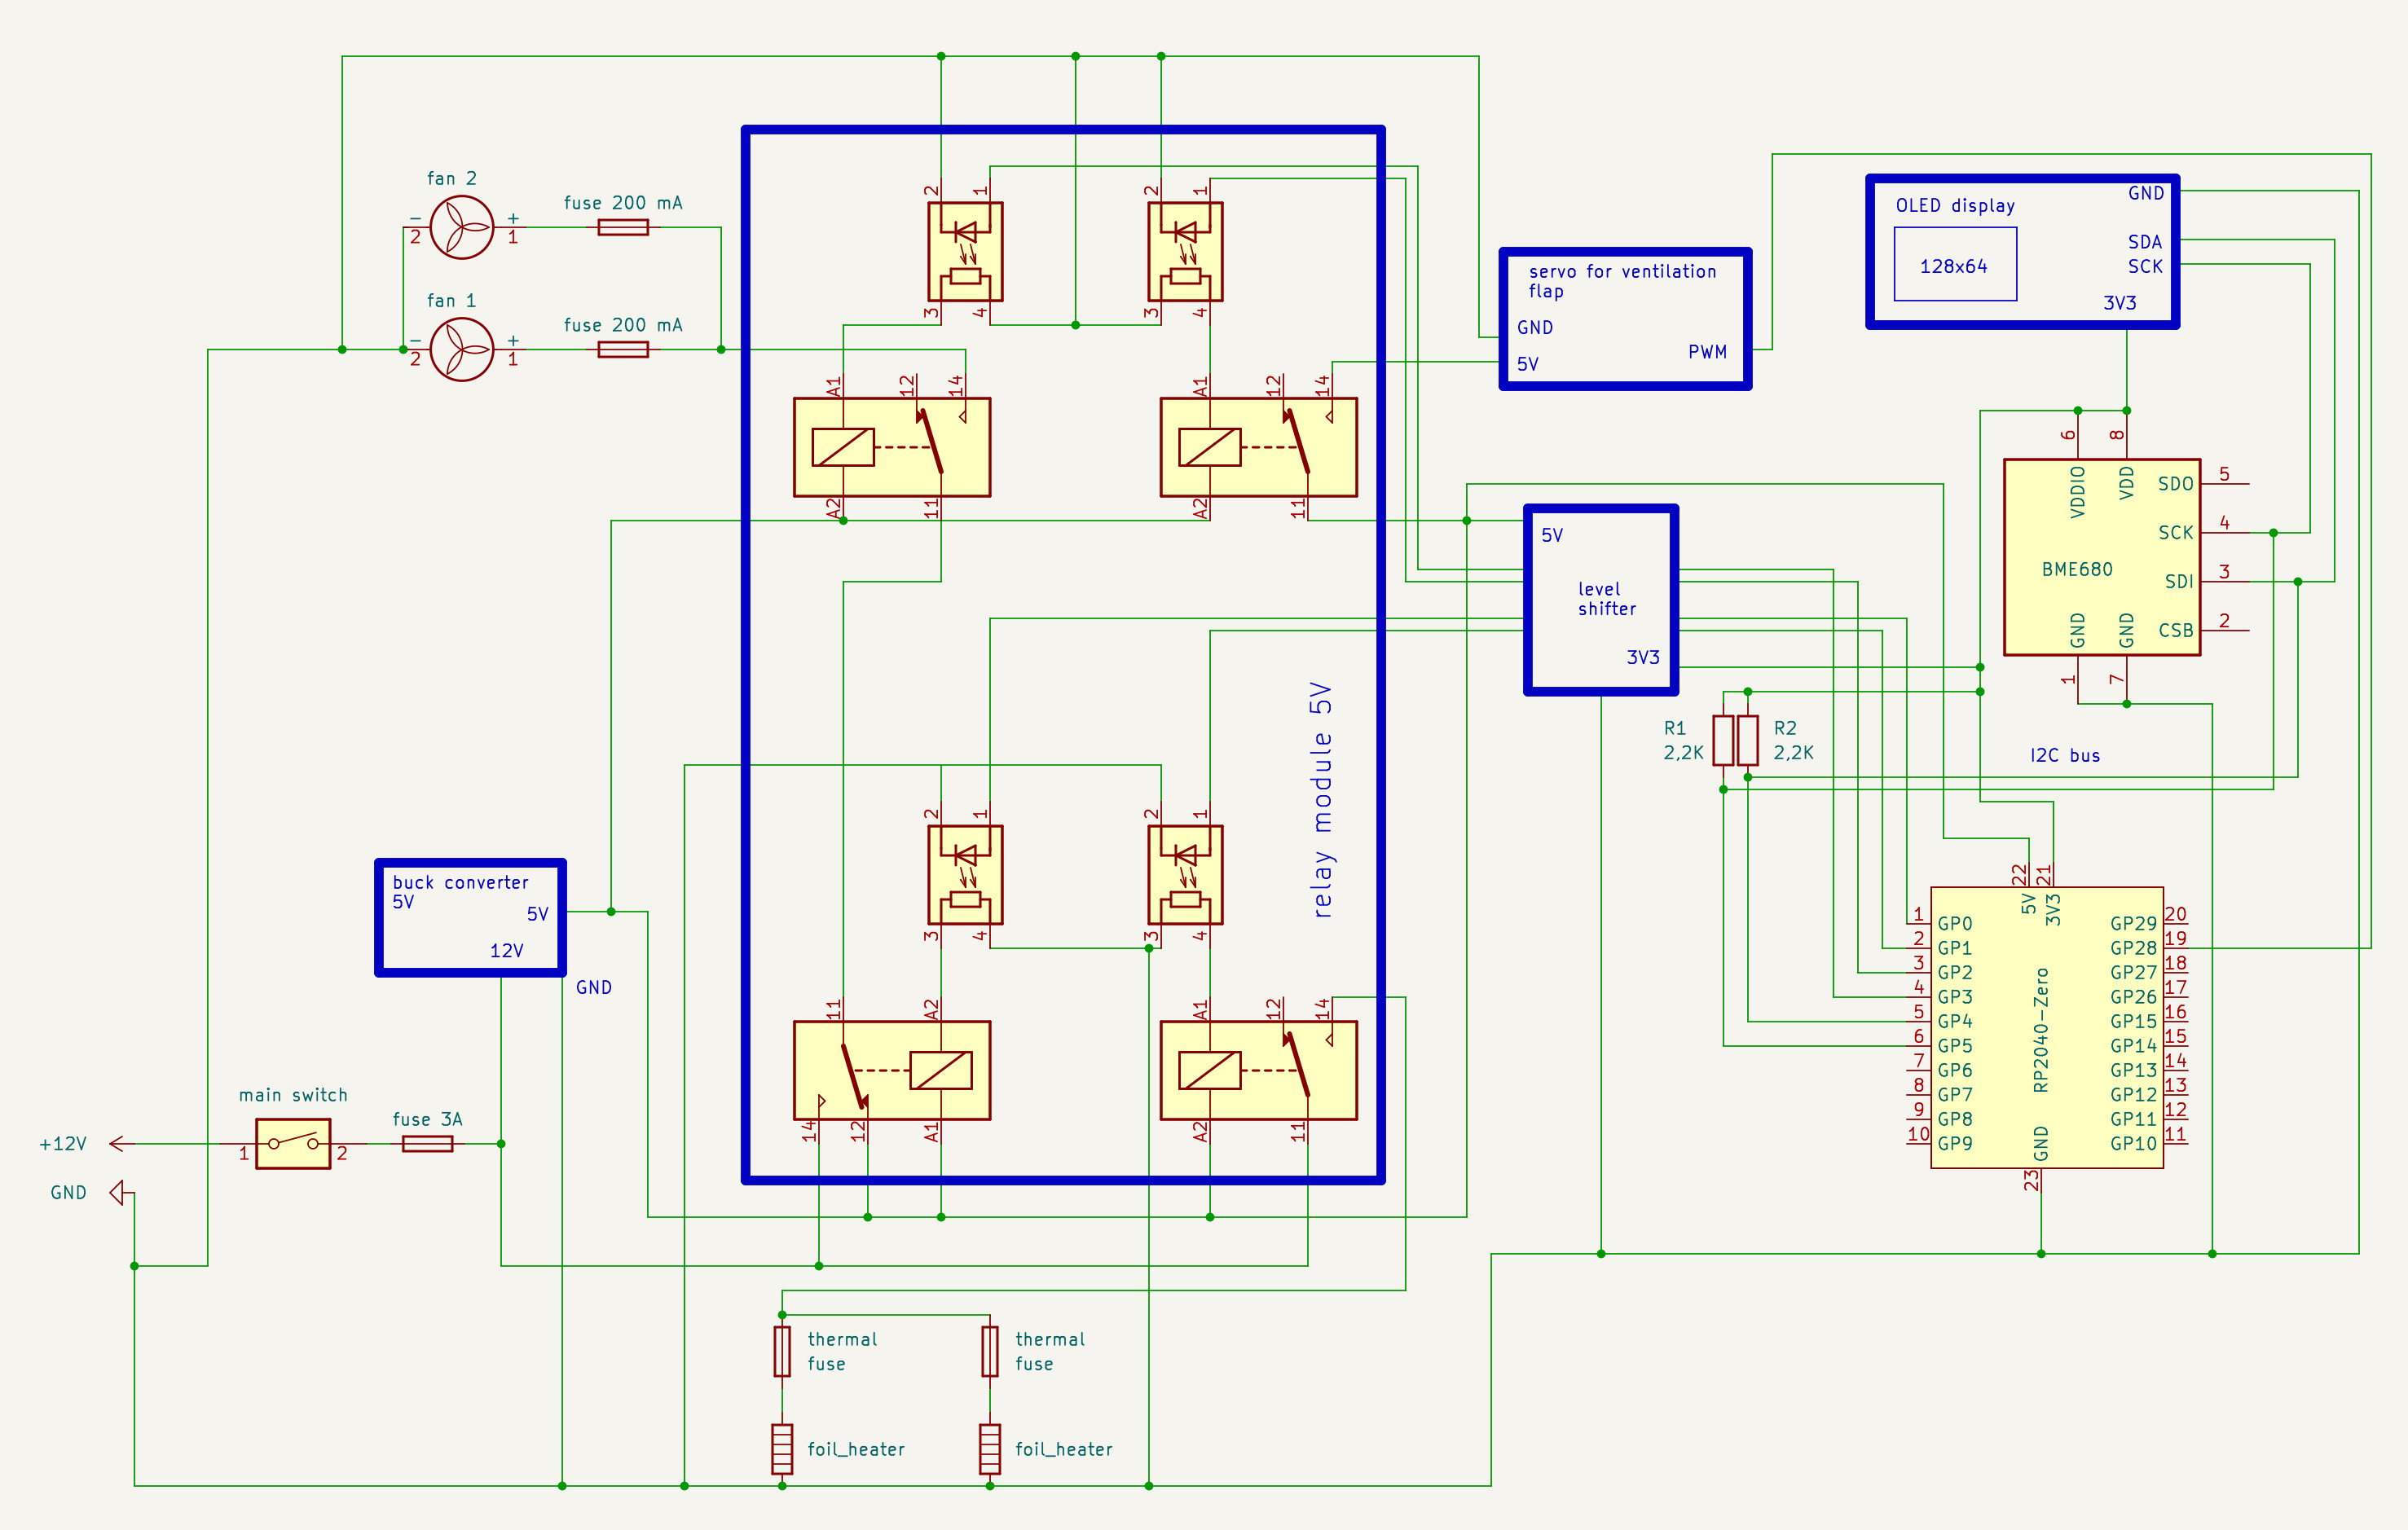 fan 2
fuse 200 mA
− +
2 1
fan 1
fuse 200 mA
− +
2 1
2 1
3 4
2 1
3 4
A1 12 14
A2 11
A1 12 14
A2 11
servo for ventilation
flap
GND
5V
PWM
OLED display
128x64
GND
SDA
SCK
3V3
6 8
VDDIO VDD
SDO 5
SCK 4
BME680
SDI 3
CSB 2
GND GND
1 7
5V
level
shifter
3V3
R1
2,2K
R2
2,2K
I2C bus
relay module 5V
2 1
3 4
2 1
3 4
11 A2
14 12 A1
A1 12 14
A2 11
buck converter
5V
5V
12V
GND
main switch
fuse 3A
+12V
1 2
GND
22 21
5V 3V3
1 GP0 GP29 20
2 GP1 GP28 19
3 GP2 GP27 18
4 GP3 GP26 17
5 GP4 GP15 16
6 GP5 GP14 15
7 GP6 GP13 14
8 GP7 GP12 13
9 GP8 GP11 12
10 GP9 GP10 11
RP2040-Zero
GND
23
thermal
fuse
thermal
fuse
foil_heater
foil_heater